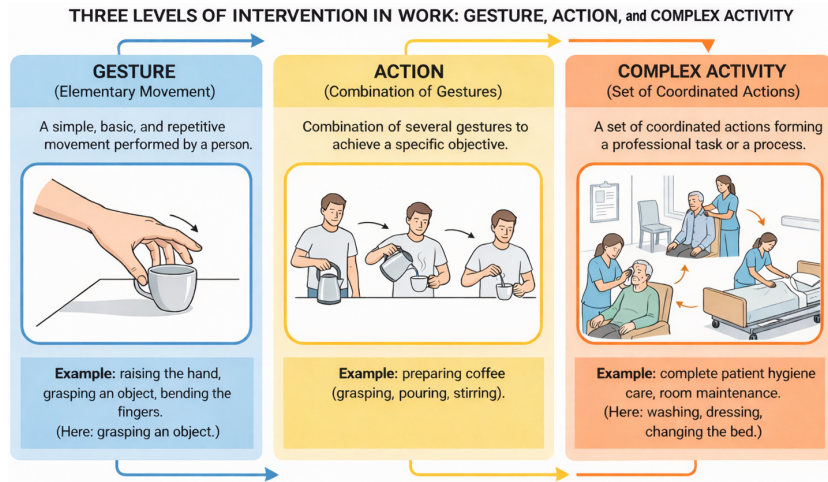 THREE LEVELS OF INTERVENTION IN WORK: GESTURE, ACTION, and COMPLEX ACTIVITY
GESTURE
(Elementary Movement)
A simple, basic, and repetitive
movement performed by a person.
Example: raising the hand,
grasping an object, bending the
fingers.
(Here: grasping an object.)
ACTION
(Combination of Gestures)
Combination of several gestures to
achieve a specific objective.
Example: preparing coffee
(grasping, pouring, stirring).
COMPLEX ACTIVITY
(Set of Coordinated Actions)
A set of coordinated actions forming
a professional task or a process.
Example: complete patient hygiene
care, room maintenance.
(Here: washing, dressing,
changing the bed.)